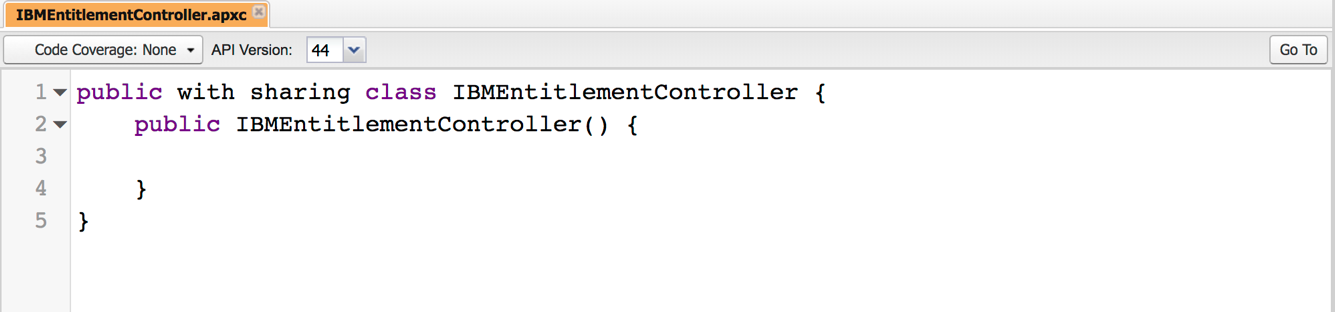 IBMEntitlementController.apxc
Code Coverage: None API Version: 44 Go To
1 public with sharing class IBMEntitlementController {
2 public IBMEntitlementController() {
3
4 }
5 }